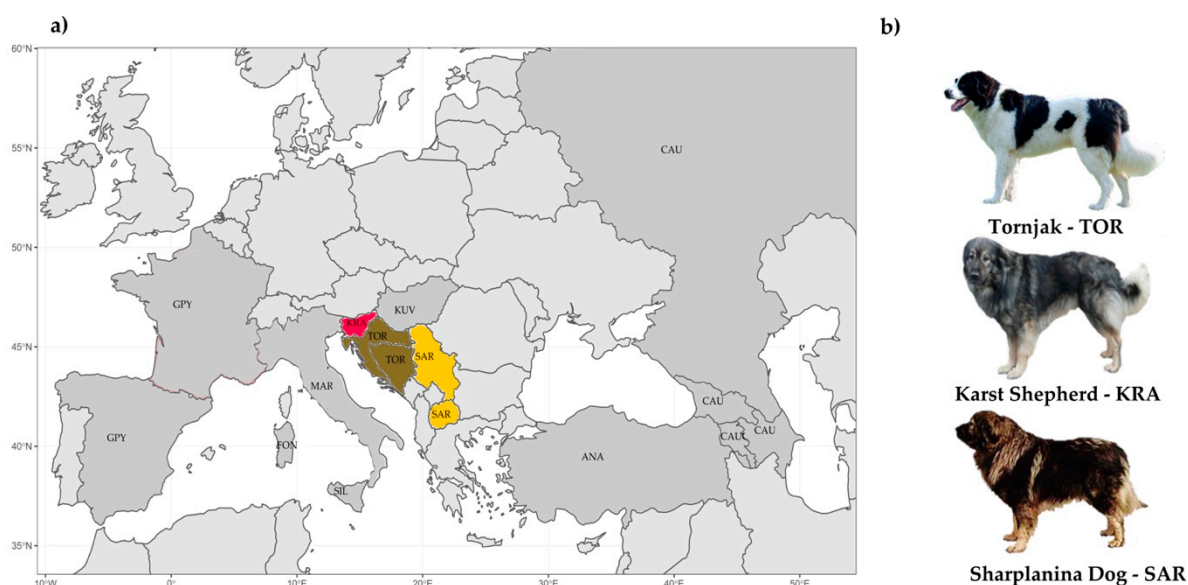 a)
b)
60°N
55°N
50°N
45°N
40°N
35°N
10°W
0°
10°E
20°E
30°E
40°E
50°E
CAU
GPY
KUV
KRA
TOR
TOR
SAR
MAR
SAR
GPY
FON
SIL
ANA
CAU
CAU
CAU
Tornjak - TOR
Karst Shepherd - KRA
Sharplanina Dog - SAR